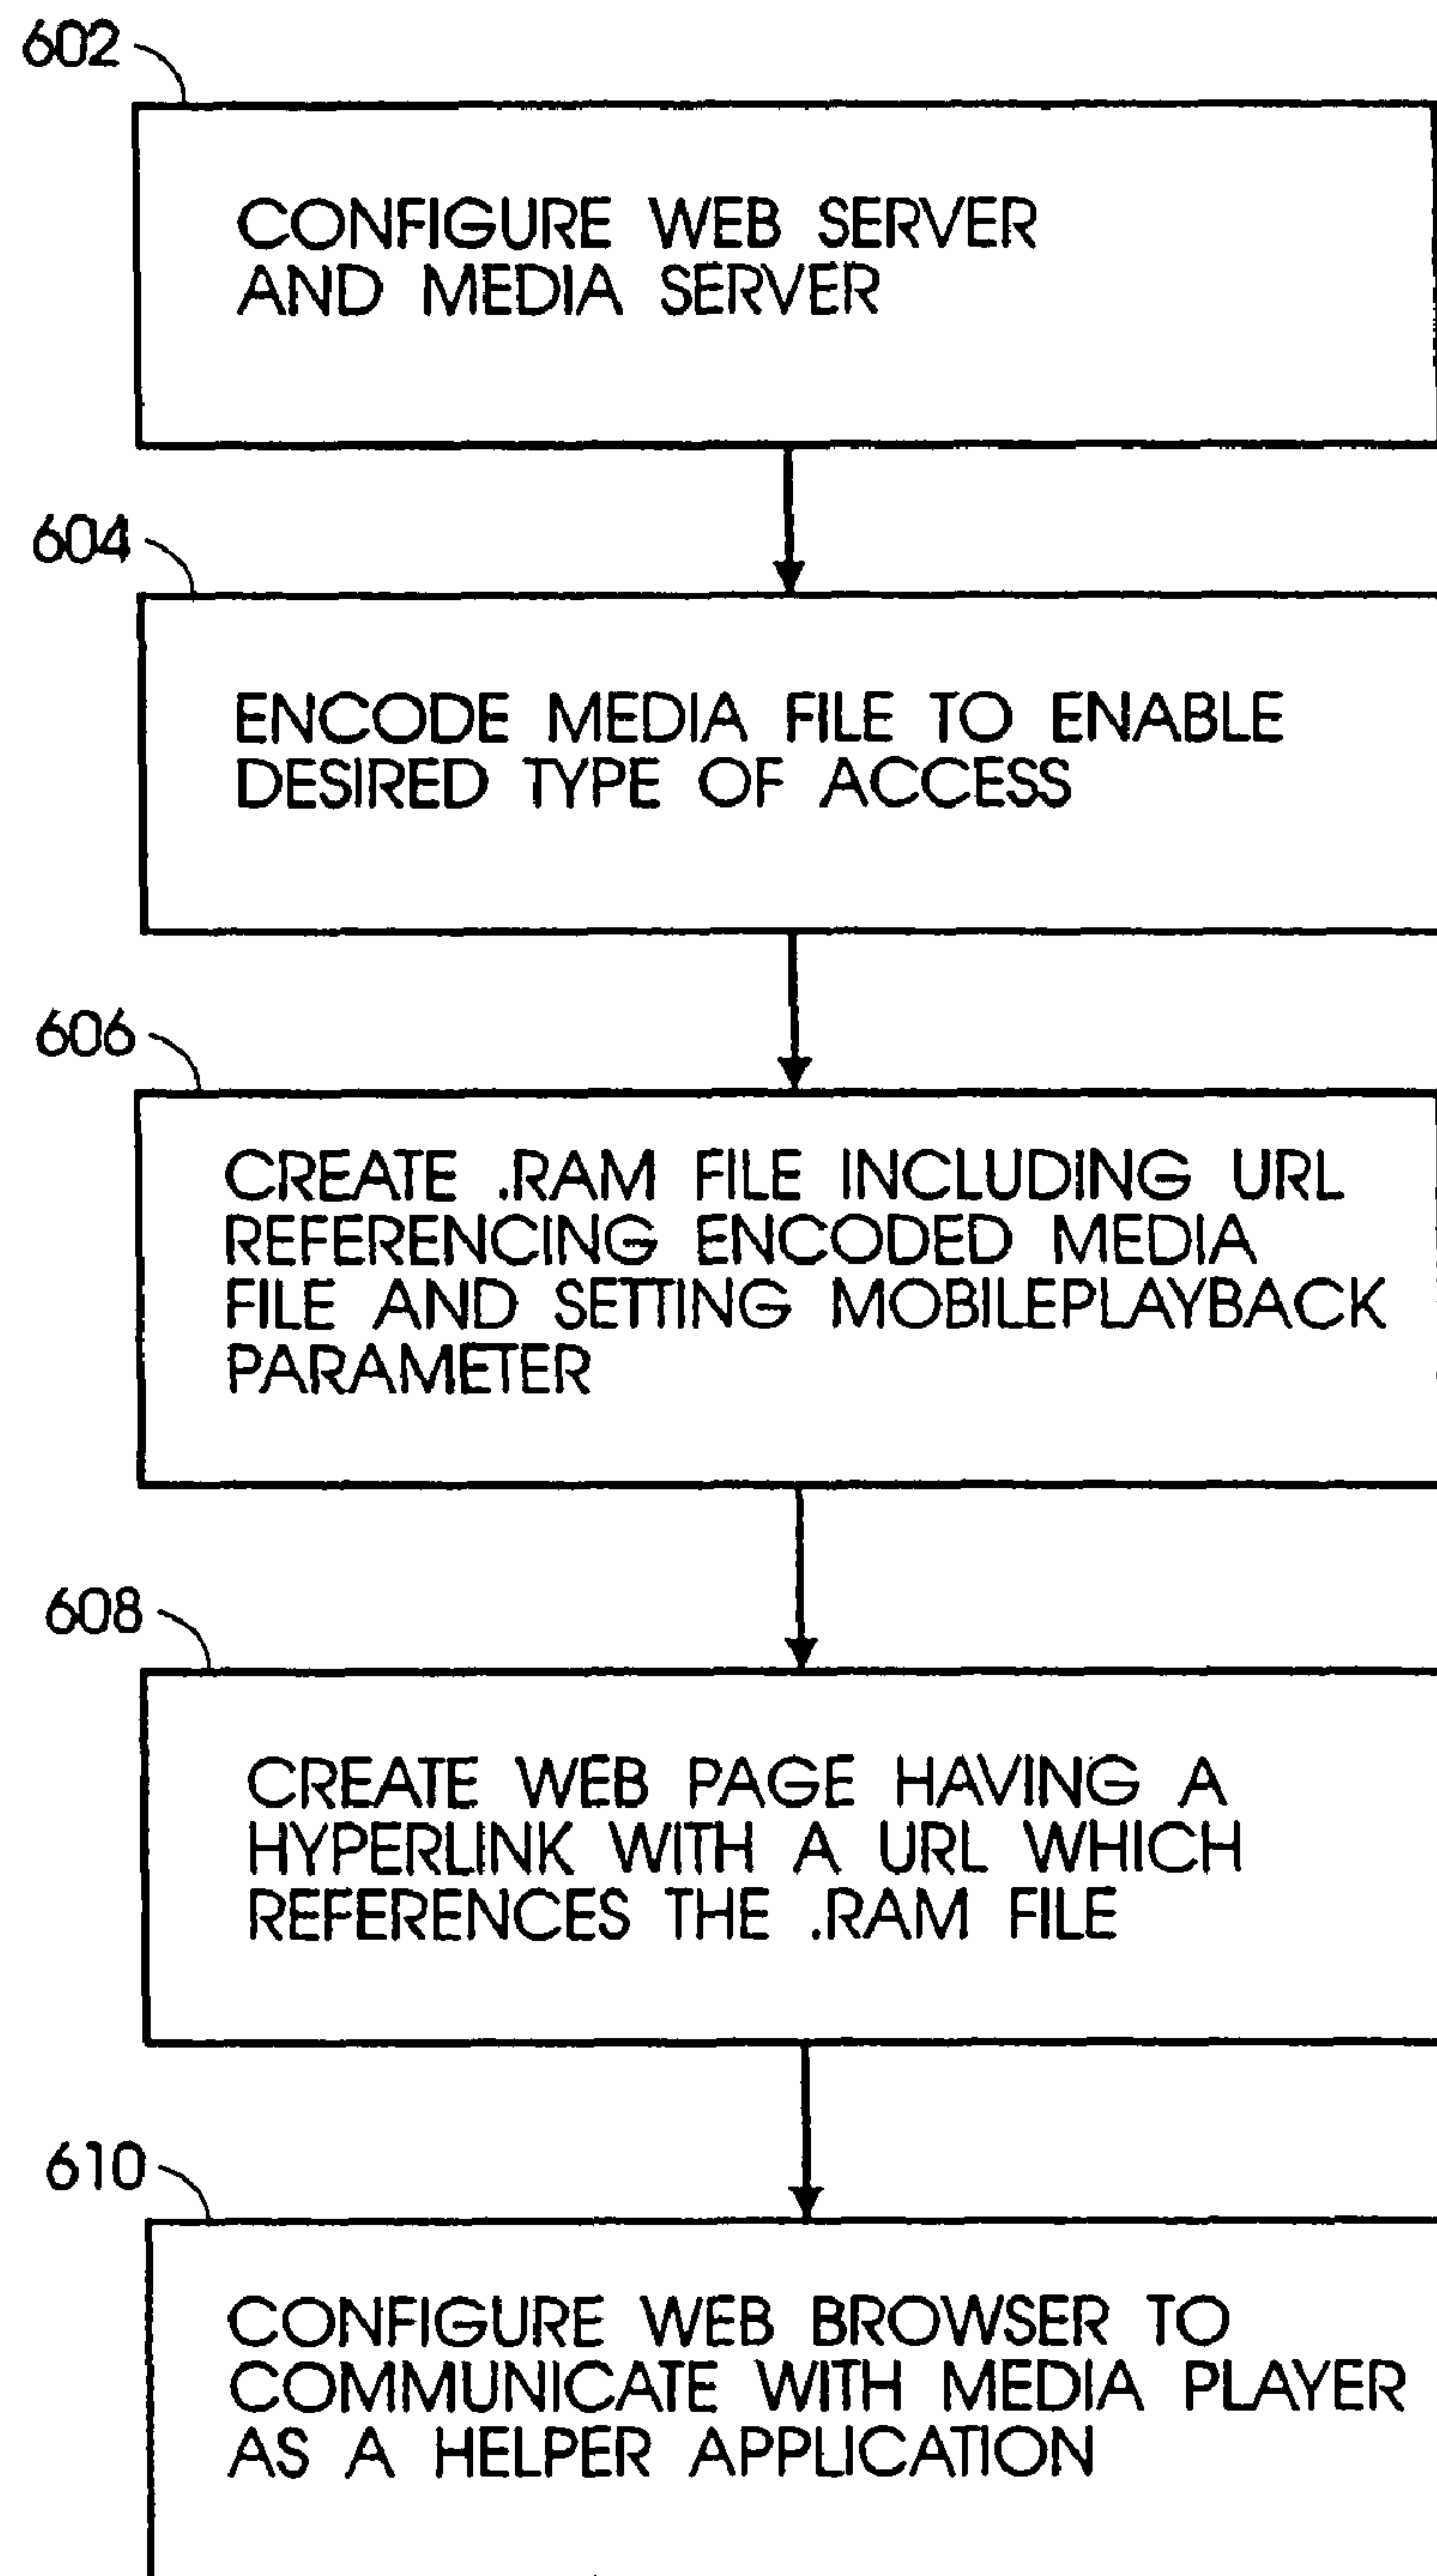 602
CONFIGURE WEB SERVER
AND MEDIA SERVER
604
ENCODE MEDIA FILE TO ENABLE
DESIRED TYPE OF ACCESS
606
CREATE .RAM FILE INCLUDING URL
REFERENCING ENCODED MEDIA
FILE AND SETTING MOBILEPLAYBACK
PARAMETER
608
CREATE WEB PAGE HAVING A
HYPERLINK WITH A URL WHICH
REFERENCES THE .RAM FILE
610
CONFIGURE WEB BROWSER TO
COMMUNICATE WITH MEDIA PLAYER
AS A HELPER APPLICATION